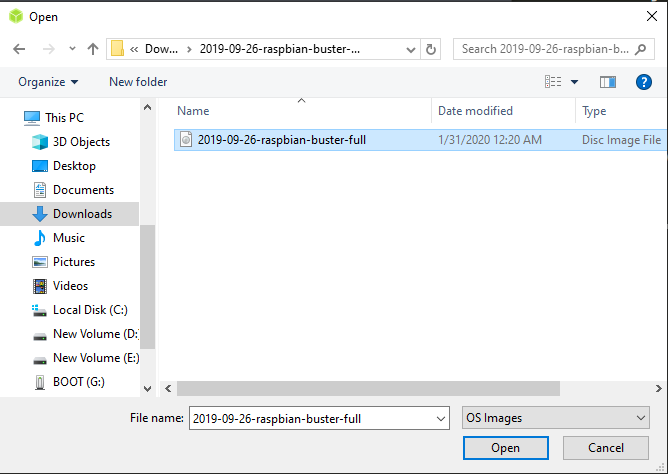 Open
« Dow... › 2019-09-26-raspbian-buster-...
Search 2019-09-26-raspbian-b...
Organize
New folder
?
Name
Date modified
Type
This PC
3D Objects
Desktop
Documents
Downloads
Music
Pictures
Videos
Local Disk (C:)
New Volume (D:
New Volume (E:)
BOOT (G:)
2019-09-26-raspbian-buster-full
1/31/2020 12:20 AM
Disc Image File
File name:
2019-09-26-raspbian-buster-full
OS Images
Open
Cancel